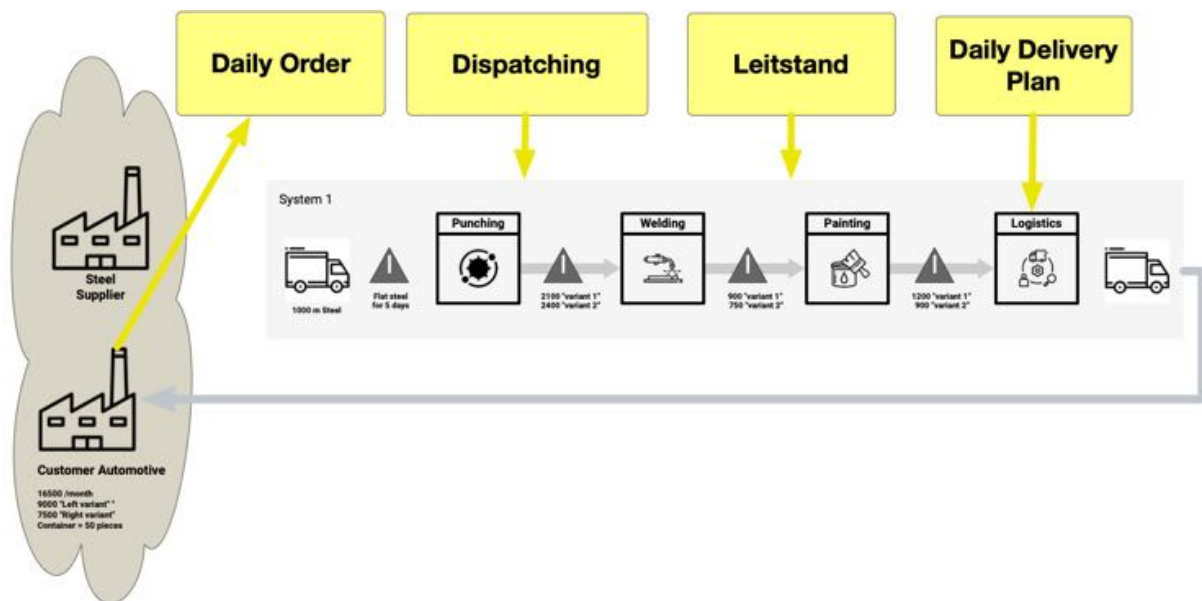 Daily Order
Dispatching
Leitstand
Daily Delivery
Plan
System 1
Punching
Welding
Painting
Logistics
Steel
Supplier
1000 m Steel
Flat steel
for 5 days
2100 "variant 1"
2400 "variant 2"
900 "variant 1"
750 "variant 2"
1200 "variant 1"
900 "variant 2"
Customer Automotive
16500 /month
9000 "Left variant" "
7500 "Right variant"
Container = 50 pieces